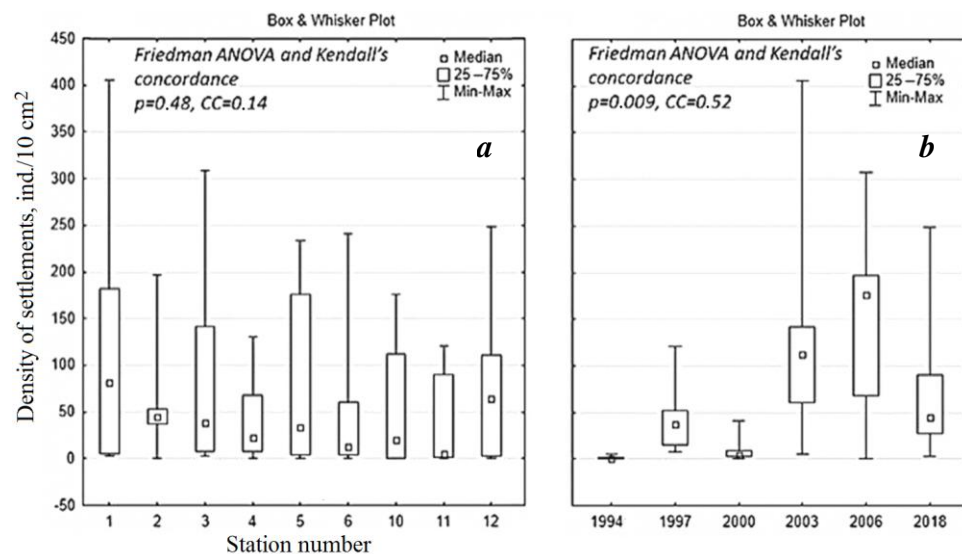 Box & Whisker Plot
Friedman ANOVA and Kendall's
concordance
p=0.48, CC=0.14
Median
25–75%
Min-Max
a
450
400
350
300
250
200
150
100
50
0
-50
Density of settlements, ind./10 cm²
1 2 3 4 5 6 10 11 12
Station number
Box & Whisker Plot
Friedman ANOVA and Kendall's
concordance
p=0.009, CC=0.52
Median
25–75%
Min-Max
b
1994 1997 2000 2003 2006 2018